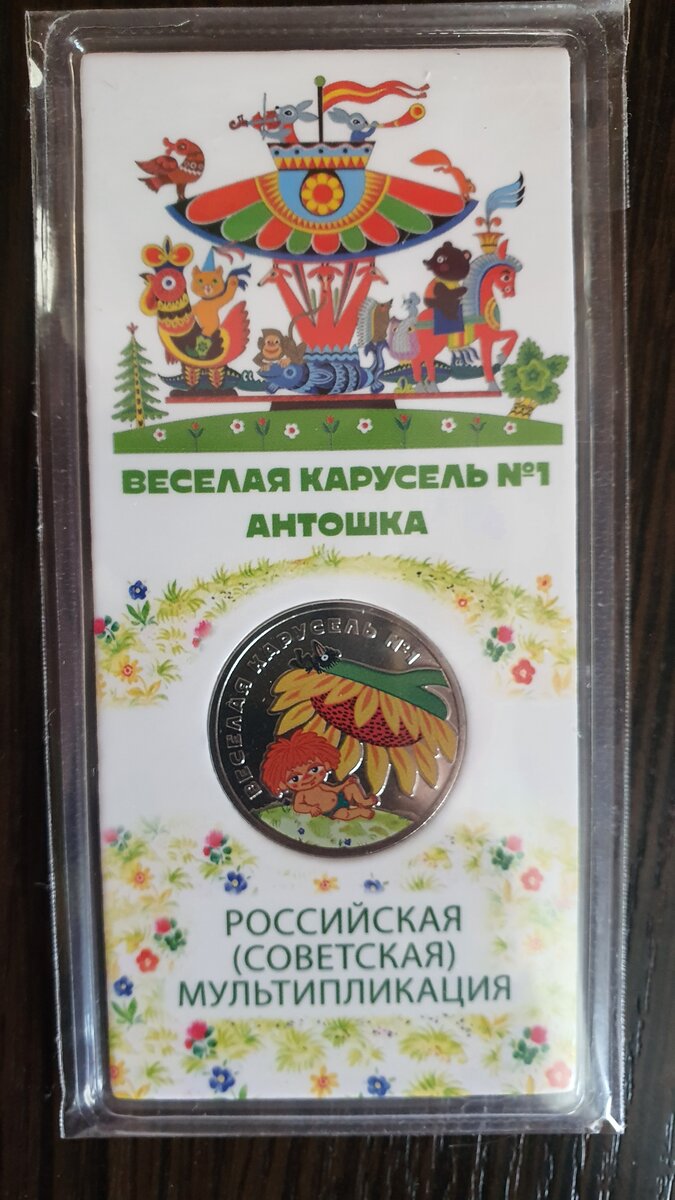 ВЕСЕЛАЯ КАРУСЕЛЬ №1
АНТОШКА
ВЕСЕЛАЯ КАРУСЕЛЬ №1
РОССИЙСКАЯ
(СОВЕТСКАЯ)
МУЛЬТИПЛИКАЦИЯ